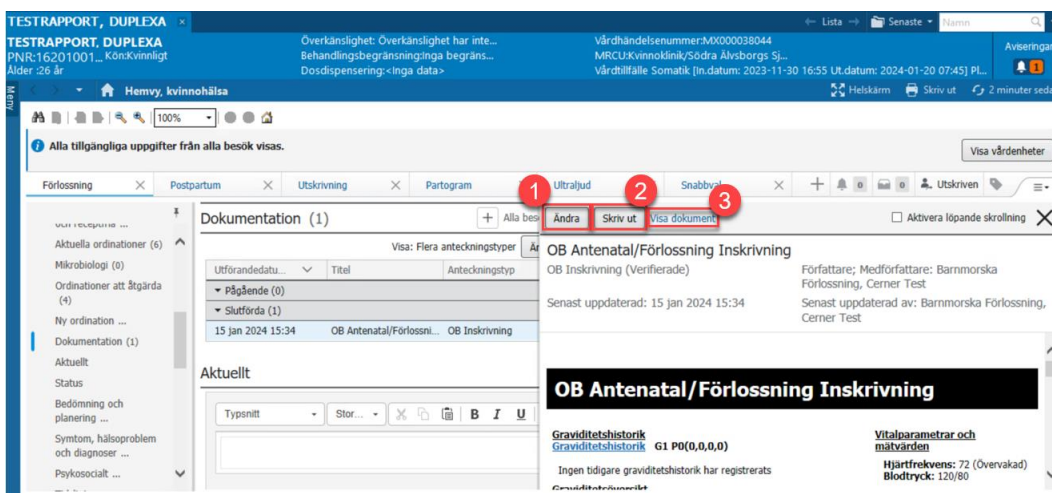 TESTRAPPORT, DUPLEXA ×
← Lista → Senaste Namn
TESTRAPPORT, DUPLEXA
PNR:16201001... Kön:Kvinnligt
Ålder :26 år
Överkänslighet: Överkänslighet har inte...
Behandlingsbegränsning:Inga begräns...
Dosdispensering:<Inga data>
Vårdhändelsenummer:MX000038044
MRCU:Kvinnoklinik/Södra Älvsborgs Sj...
Vårdtillfälle Somatik [In.datum: 2023-11-30 16:55 Ut.datum: 2024-01-20 07:45] Pl...
Aviseringar
1
Meny
Hemvy, kvinnohälsa
Helskärm Skriv ut 2 minuter seda
100%
Alla tillgängliga uppgifter från alla besök visas.
Visa vårdenheter
Förlossning × Postpartum × Utskrivning × Partogram Ultraljud Snabbval × + 0 0 Utskriven
1 2 3
Aktuella ordinationer (6)
Mikrobiologi (0)
Ordinationer att åtgärda
(4)
Ny ordination ...
Dokumentation (1)
Aktuellt
Status
Bedömning och
planering ...
Symtom, hälsoproblem
och diagnoser ...
Psykosocialt ...
Dokumentation (1)
+ Alla bes
Visa: Flera anteckningstyper Än
Utförandedatu... Titel Anteckningstyp
Pågående (0)
Slutförda (1)
15 jan 2024 15:34 OB Antenatal/Förlossni... OB Inskrivning
Aktuellt
Typsnitt Stor... B I U
Ändra Skriv ut Visa dokument
Aktivera löpande skrollning
OB Antenatal/Förlossning Inskrivning
OB Inskrivning (Verifierade)
Författare; Medförfattare: Barnmorska
Förlossning, Cerner Test
Senast uppdaterad: 15 jan 2024 15:34
Senast uppdaterad av: Barnmorska Förlossning,
Cerner Test
OB Antenatal/Förlossning Inskrivning
Graviditetshistorik
Graviditetshistorik G1 P0(0,0,0,0)
Ingen tidigare graviditetshistorik har registrerats
Graviditetsöversikt
Vitalparametrar och
mätvärden
Hjärtfrekvens: 72 (Övervakad)
Blodtryck: 120/80